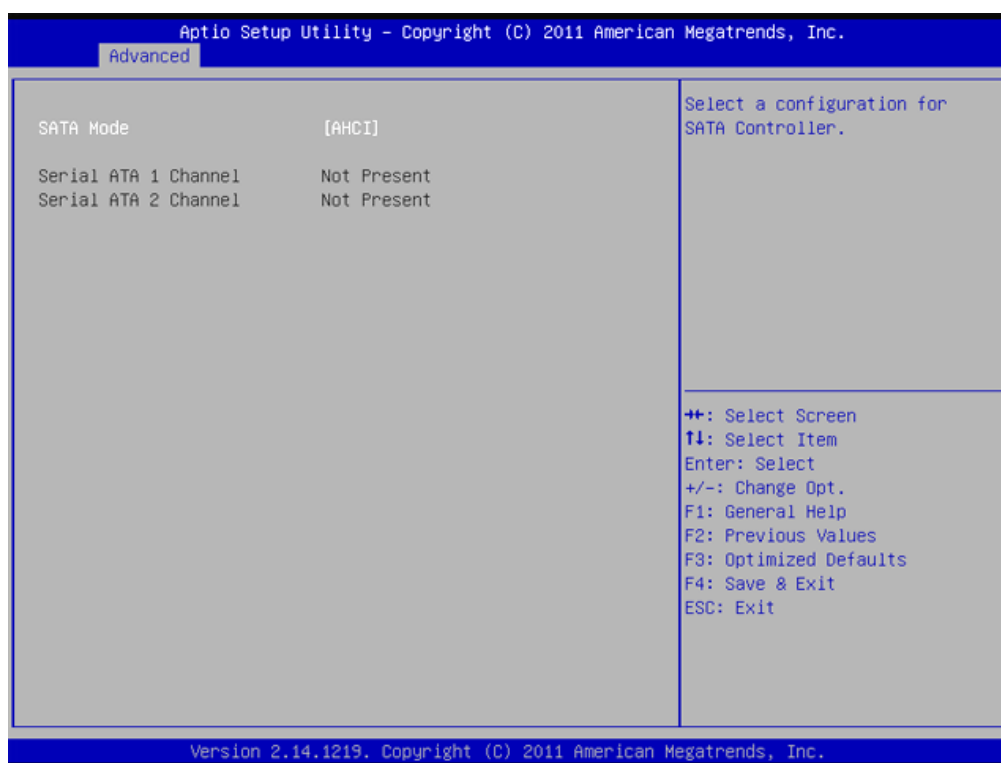 Aptio Setup Utility – Copyright (C) 2011 American Megatrends, Inc.
Advanced
SATA Mode [AHCI]
Serial ATA 1 Channel Not Present
Serial ATA 2 Channel Not Present
Select a configuration for
SATA Controller.
→←: Select Screen
↑↓: Select Item
Enter: Select
+/-: Change Opt.
F1: General Help
F2: Previous Values
F3: Optimized Defaults
F4: Save & Exit
ESC: Exit
Version 2.14.1219. Copyright (C) 2011 American Megatrends, Inc.